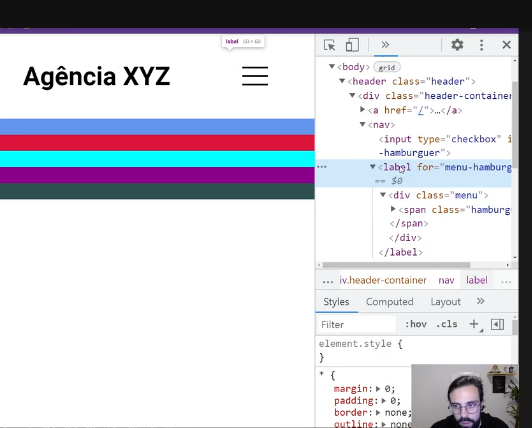 label 60 × 60
Agência XYZ
»
<body> grid
<header class="header">
<div class="header-container
<a href="/">…</a>
<nav>
<input type="checkbox" i
-hamburguer">
<label for="menu-hamburg
== $0
<div class="menu">
<span class="hamburg
</span>
</div>
</label>
… iv.header-container nav label …
Styles Computed Layout »
Filter :hov .cls +
element.style {
}
* {
margin: 0;
padding: 0;
border: none;
outline: none